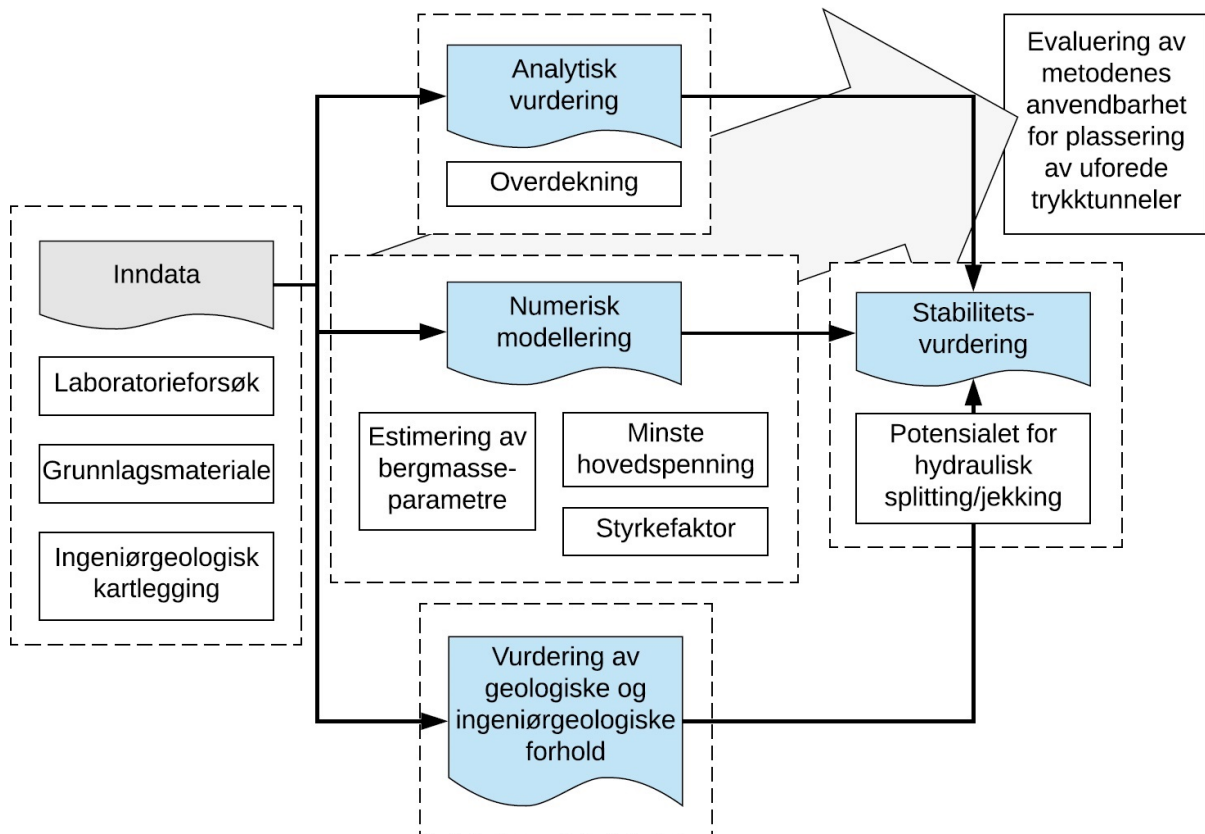 Inndata
Laboratorieforsøk
Grunnlagsmateriale
Ingeniørgeologisk
kartlegging
Analytisk
vurdering
Overdekning
Numerisk
modellering
Estimering av
bergmasse-
parametre
Minste
hovedspenning
Styrkefaktor
Vurdering av
geologiske og
ingeniørgeologiske
forhold
Stabilitets-
vurdering
Potensialet for
hydraulisk
splitting/jekking
Evaluering av
metodenes
anvendbarhet
for plassering
av uforede
trykktunneler